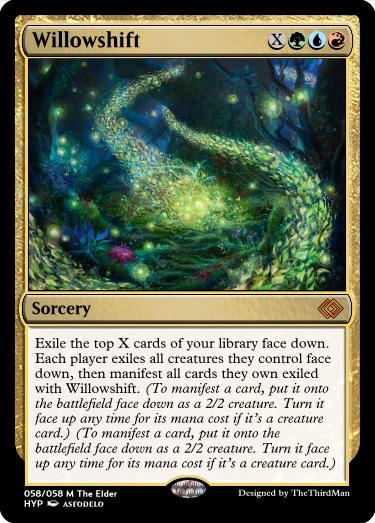 Willowshift X
Sorcery
Exile the top X cards of your library face down.
Each player exiles all creatures they control face
down, then manifest all cards they own exiled
with Willowshift. (To manifest a card, put it onto
the battlefield face down as a 2/2 creature. Turn it
face up any time for its mana cost if it's a creature
card.) (To manifest a card, put it onto the
battlefield face down as a 2/2 creature. Turn it face
up any time for its mana cost if it's a creature card.)
058/058 M The Elder
HYP ASFODELO
Designed by TheThirdMan